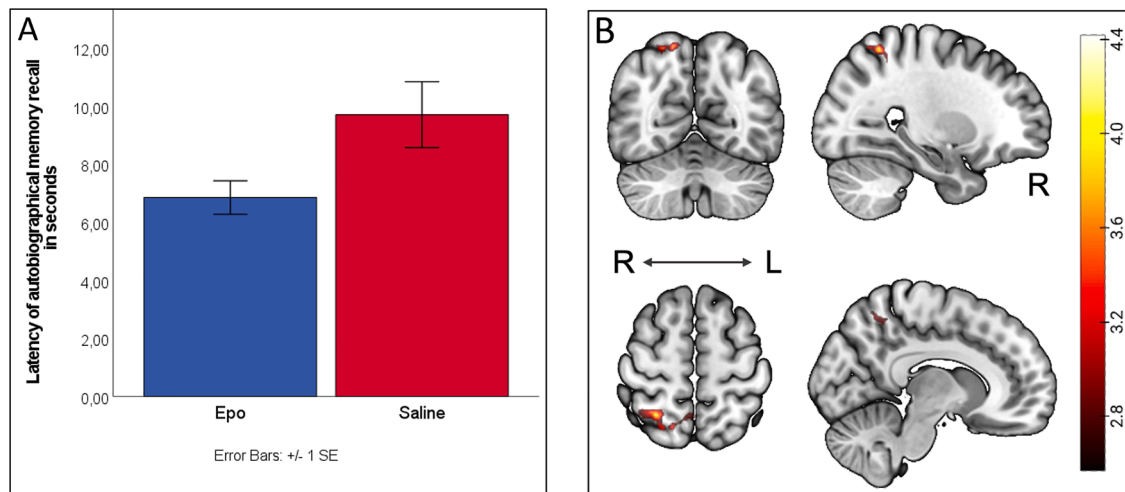 A
Latency of autobiographical memory recall
in seconds
12,00
10,00
8,00
6,00
4,00
2,00
0,00
Epo
Saline
Error Bars: +/- 1 SE
B
R
R
L
4.4
4.0
3.6
3.2
2.8